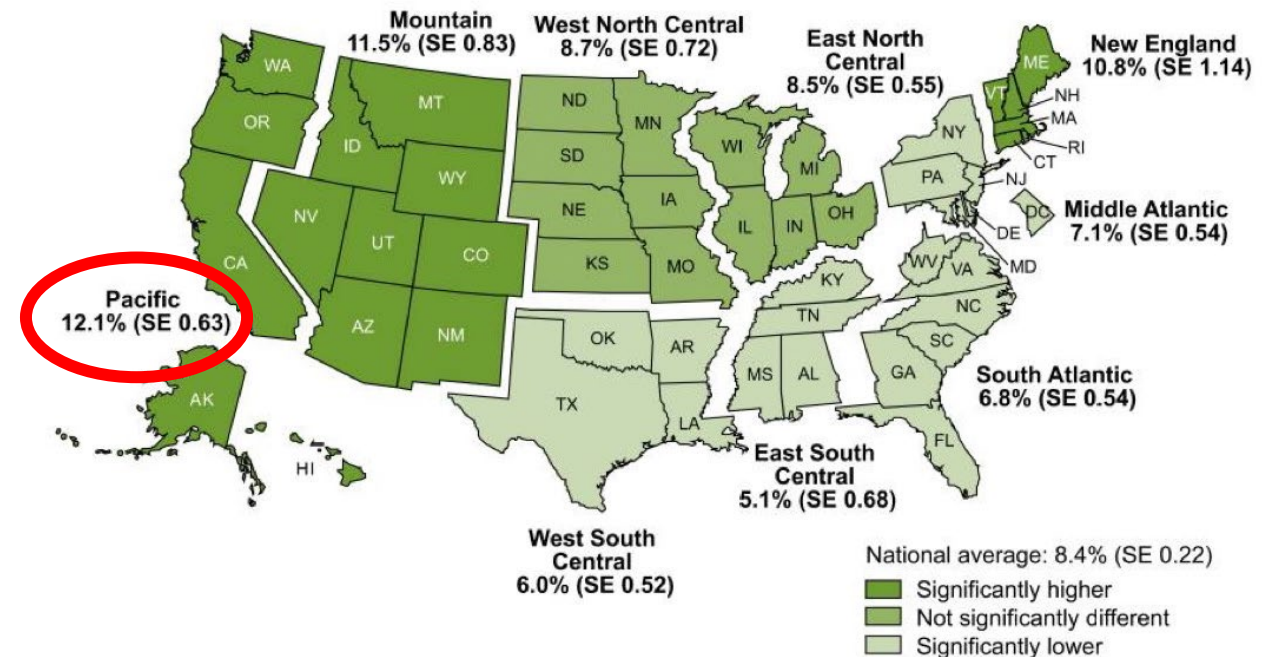 Mountain
11.5% (SE 0.83)
West North Central
8.7% (SE 0.72)
East North
Central
8.5% (SE 0.55)
New England
10.8% (SE 1.14)
Middle Atlantic
7.1% (SE 0.54)
Pacific
12.1% (SE 0.63)
South Atlantic
6.8% (SE 0.54)
East South
Central
5.1% (SE 0.68)
West South
Central
6.0% (SE 0.52)
WA
OR
CA
AK
HI
MT
ID
WY
NV
UT
CO
AZ
NM
ND
SD
NE
KS
MN
IA
MO
WI
MI
IL
IN
OH
ME
VT
NH
MA
RI
CT
NY
PA
NJ
DE
DC
MD
WV
VA
NC
SC
GA
FL
KY
TN
MS
AL
OK
AR
TX
LA
National average: 8.4% (SE 0.22)
Significantly higher
Not significantly different
Significantly lower